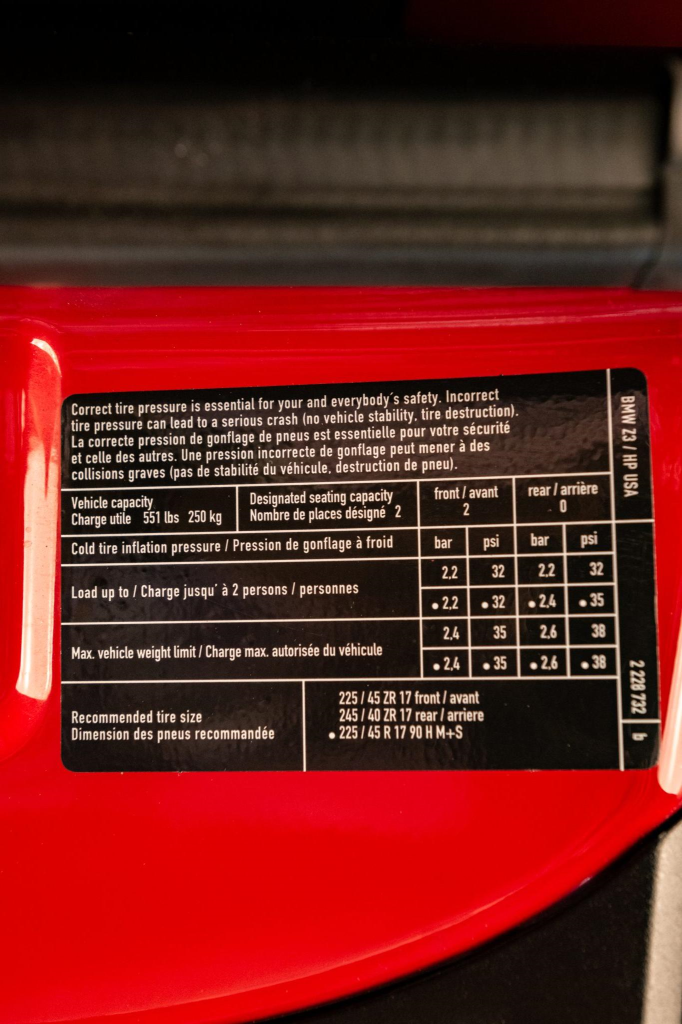 Correct tire pressure is essential for your and everybody´s safety. Incorrect
tire pressure can lead to a serious crash (no vehicle stability, tire destruction).
La correcte pression de gonflage de pneus est essentielle pour votre sécurité
et celle des autres. Une pression incorrecte de gonflage peut mener à des
collisions graves (pas de stabilité du véhicule, destruction de pneu).
BMW Z3 / HP USA
Vehicle capacity
Charge utile 551 lbs 250 kg
Designated seating capacity
Nombre de places désigné 2
front / avant
2
rear / arrière
0
Cold tire inflation pressure / Pression de gonflage à froid
bar psi bar psi
Load up to / Charge jusqu' à 2 persons / personnes
2,2 32 2,2 32
• 2,2 • 32 • 2,4 • 35
Max. vehicle weight limit / Charge max. autorisée du véhicule
2,4 35 2,6 38
• 2,4 • 35 • 2,6 • 38
Recommended tire size
Dimension des pneus recommandée
225 / 45 ZR 17 front / avant
245 / 40 ZR 17 rear / arriere
• 225 / 45 R 17 90 H M+S
2 228 732
b